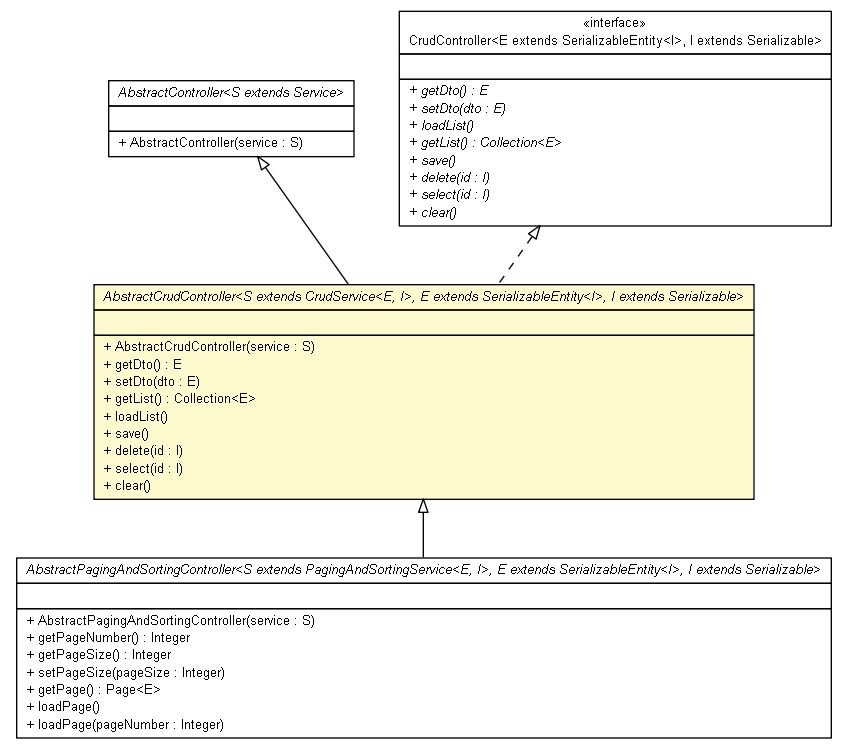 «interface»
CrudController<E extends SerializableEntity<I>, I extends Serializable>
+ getDto() : E
+ setDto(dto : E)
+ loadList()
+ getList() : Collection<E>
+ save()
+ delete(id : I)
+ select(id : I)
+ clear()
AbstractController<S extends Service>
+ AbstractController(service : S)
AbstractCrudController<S extends CrudService<E, I>, E extends SerializableEntity<I>, I extends Serializable>
+ AbstractCrudController(service : S)
+ getDto() : E
+ setDto(dto : E)
+ getList() : Collection<E>
+ loadList()
+ save()
+ delete(id : I)
+ select(id : I)
+ clear()
AbstractPagingAndSortingController<S extends PagingAndSortingService<E, I>, E extends SerializableEntity<I>, I extends Serializable>
+ AbstractPagingAndSortingController(service : S)
+ getPageNumber() : Integer
+ getPageSize() : Integer
+ setPageSize(pageSize : Integer)
+ getPage() : Page<E>
+ loadPage()
+ loadPage(pageNumber : Integer)